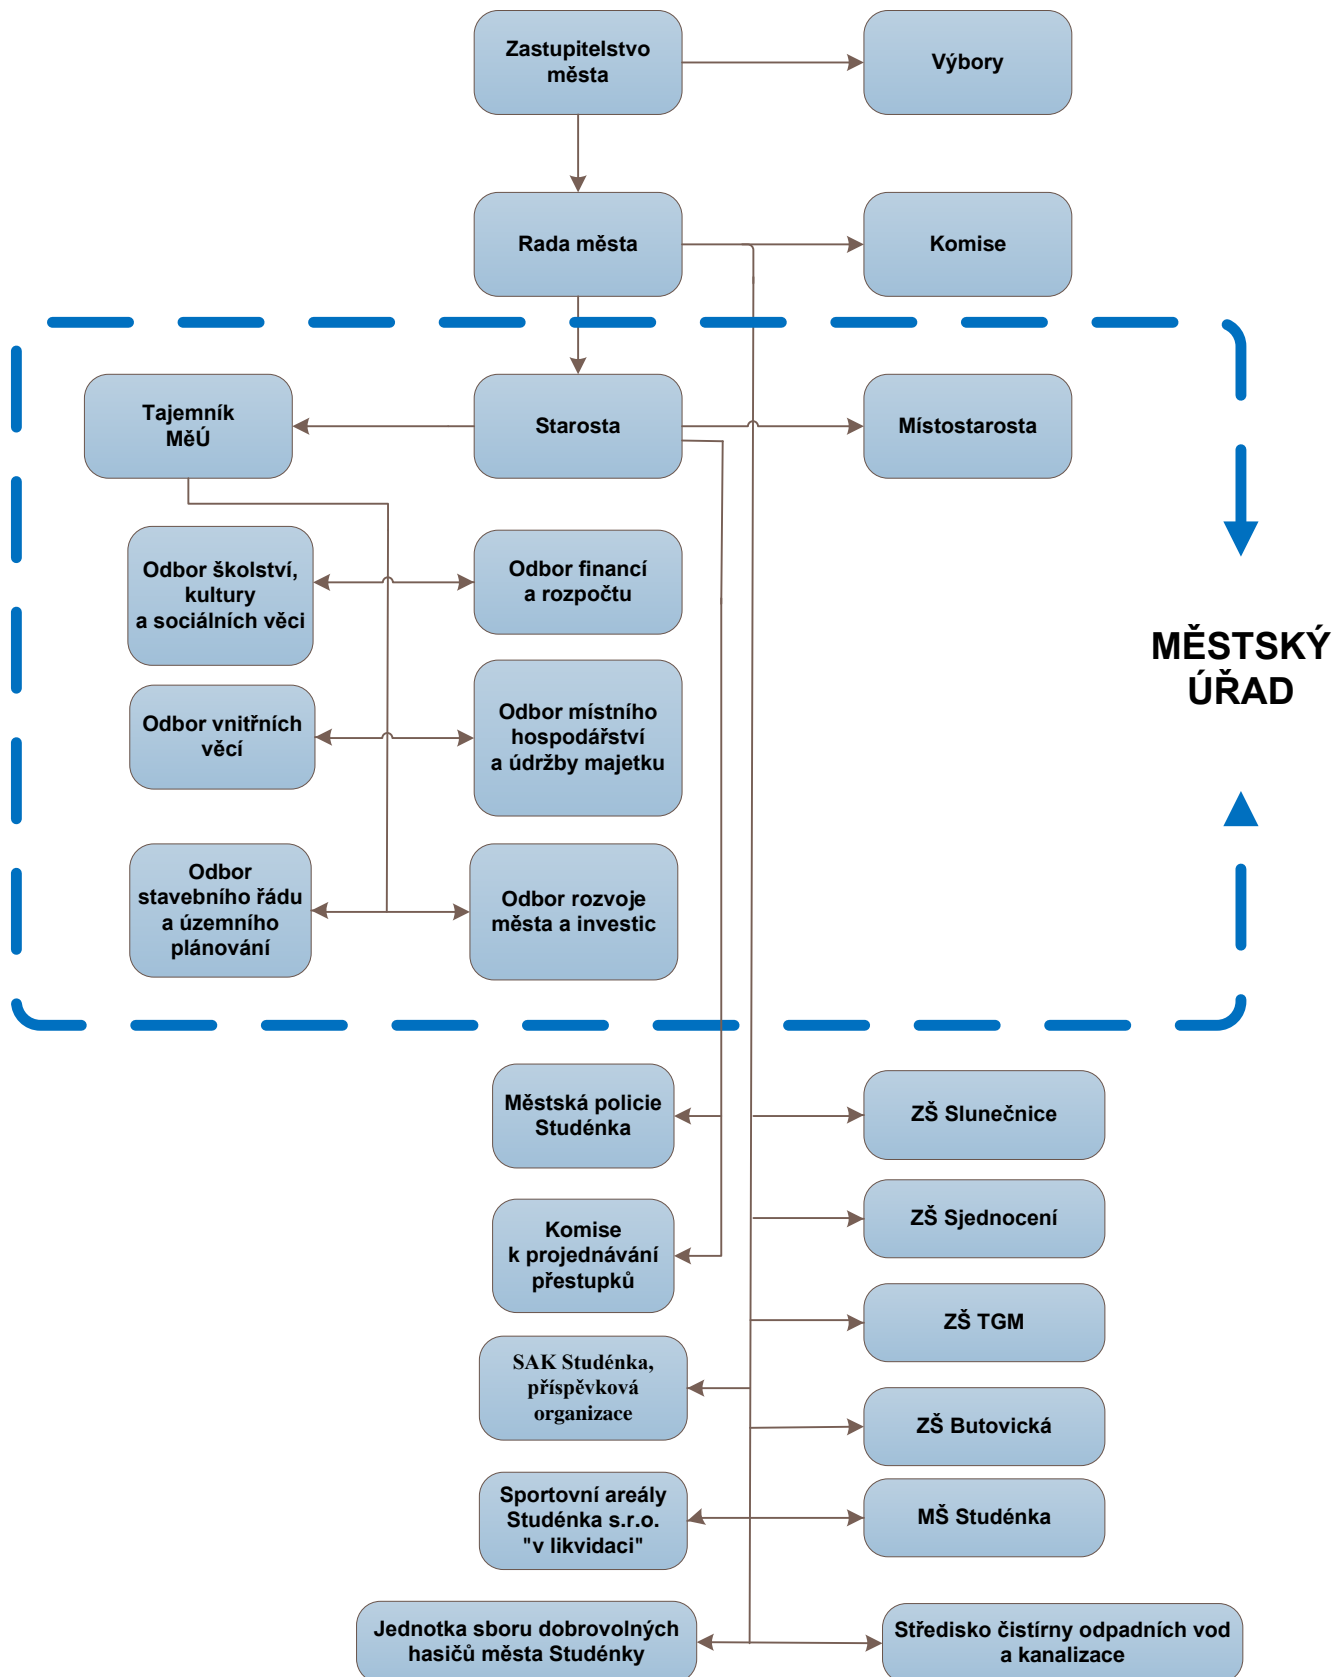 Zastupitelstvo
města
Výbory
Rada města
Komise
Tajemník
MěÚ
Starosta
Místostarosta
Odbor školství,
kultury
a sociálních věci
Odbor financí
a rozpočtu
MĚSTSKÝ
ÚŘAD
Odbor vnitřních
věcí
Odbor místního
hospodářství
a údržby majetku
Odbor
stavebního řádu
a územního
plánování
Odbor rozvoje
města a investic
Městská policie
Studénka
ZŠ Slunečnice
Komise
k projednávání
přestupků
ZŠ Sjednocení
ZŠ TGM
SAK Studénka,
příspěvková
organizace
ZŠ Butovická
Sportovní areály
Studénka s.r.o.
"v likvidaci"
MŠ Studénka
Jednotka sboru dobrovolných
hasičů města Studénky
Středisko čistírny odpadních vod
a kanalizace